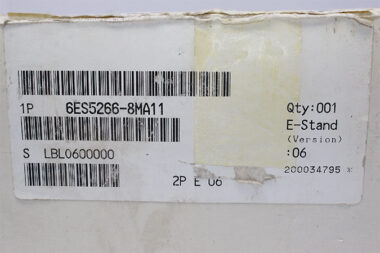 1P 6ES5266-8MA11
Qty:001
E-Stand
(Version)
:06
S LBL0600000
2P E 06
200034795 x